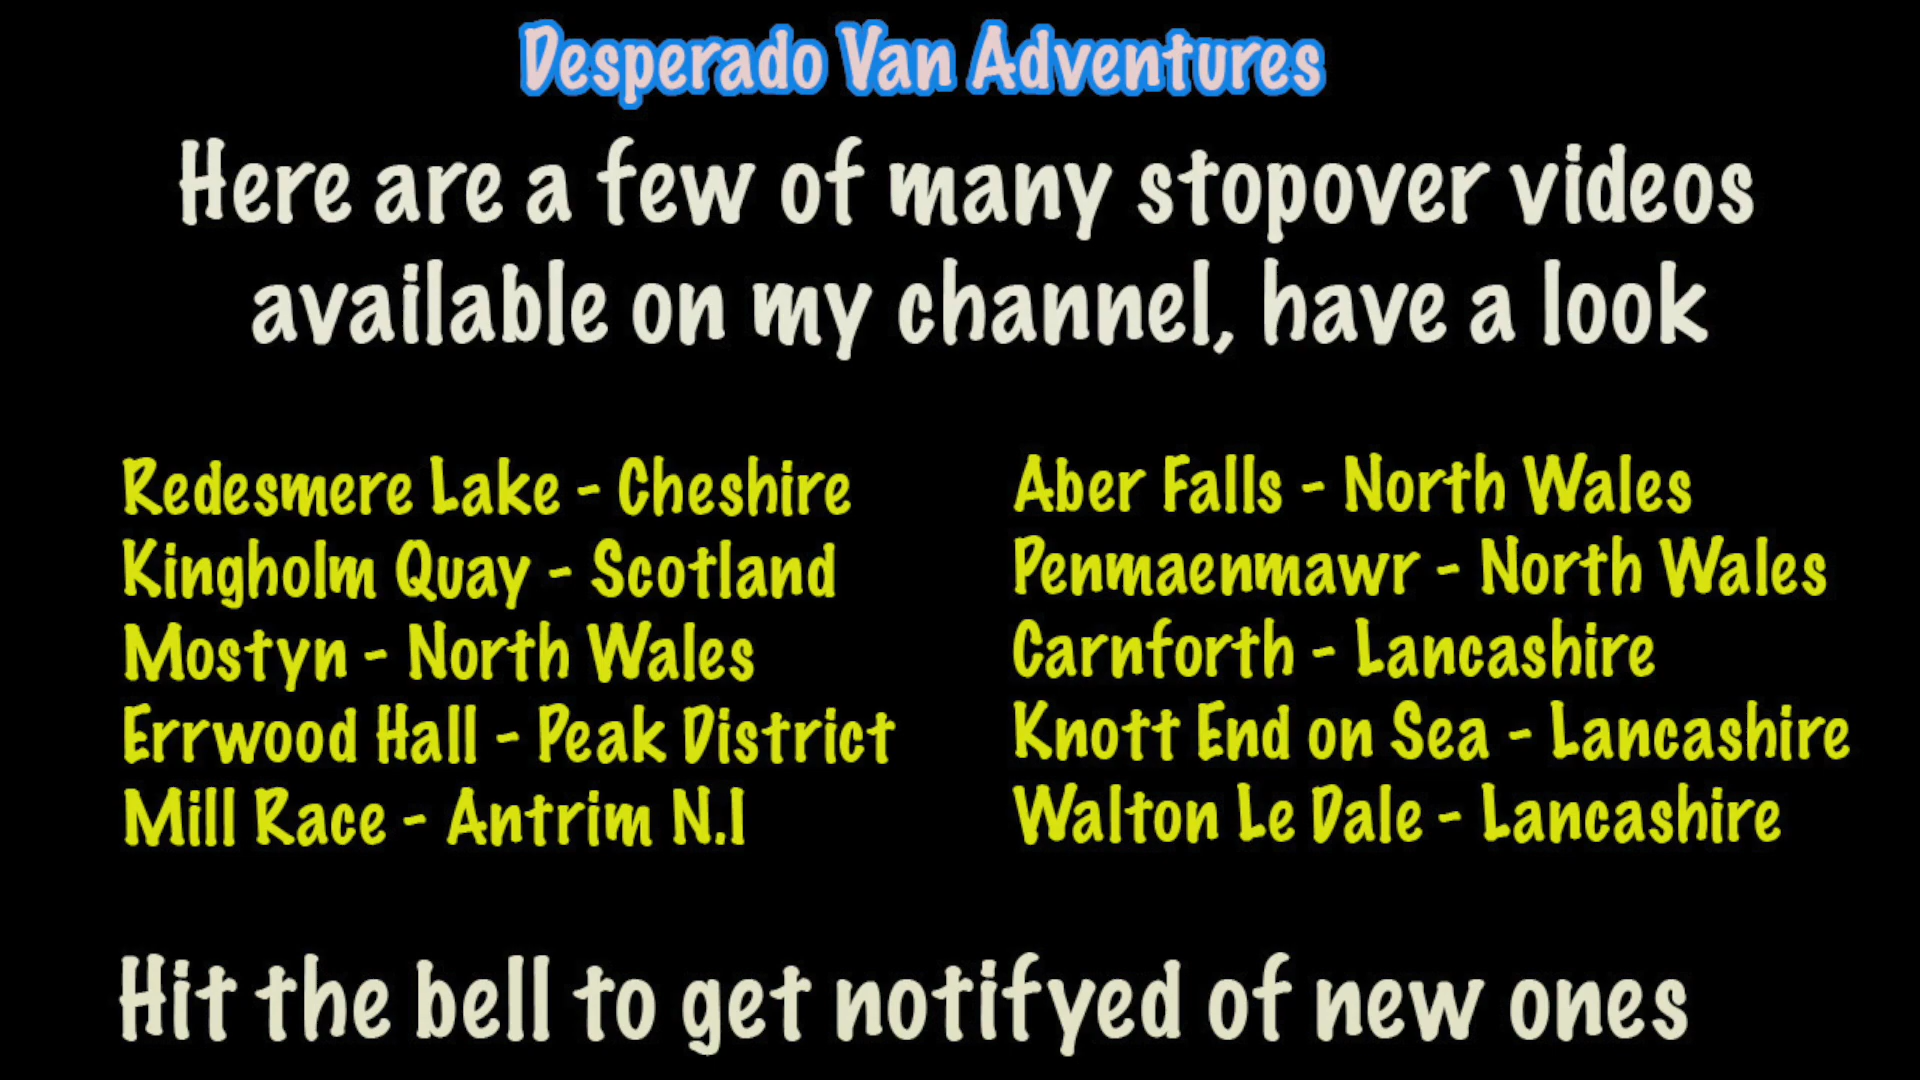 Desperado Van Adventures
Here are a few of many stopover videos
available on my channel, have a look
Redesmere Lake - Cheshire
Kingholm Quay - Scotland
Mostyn - North Wales
Errwood Hall - Peak District
Mill Race - Antrim N.I
Aber Falls - North Wales
Penmaenmawr - North Wales
Carnforth - Lancashire
Knott End on Sea - Lancashire
Walton Le Dale - Lancashire
Hit the bell to get notifyed of new ones